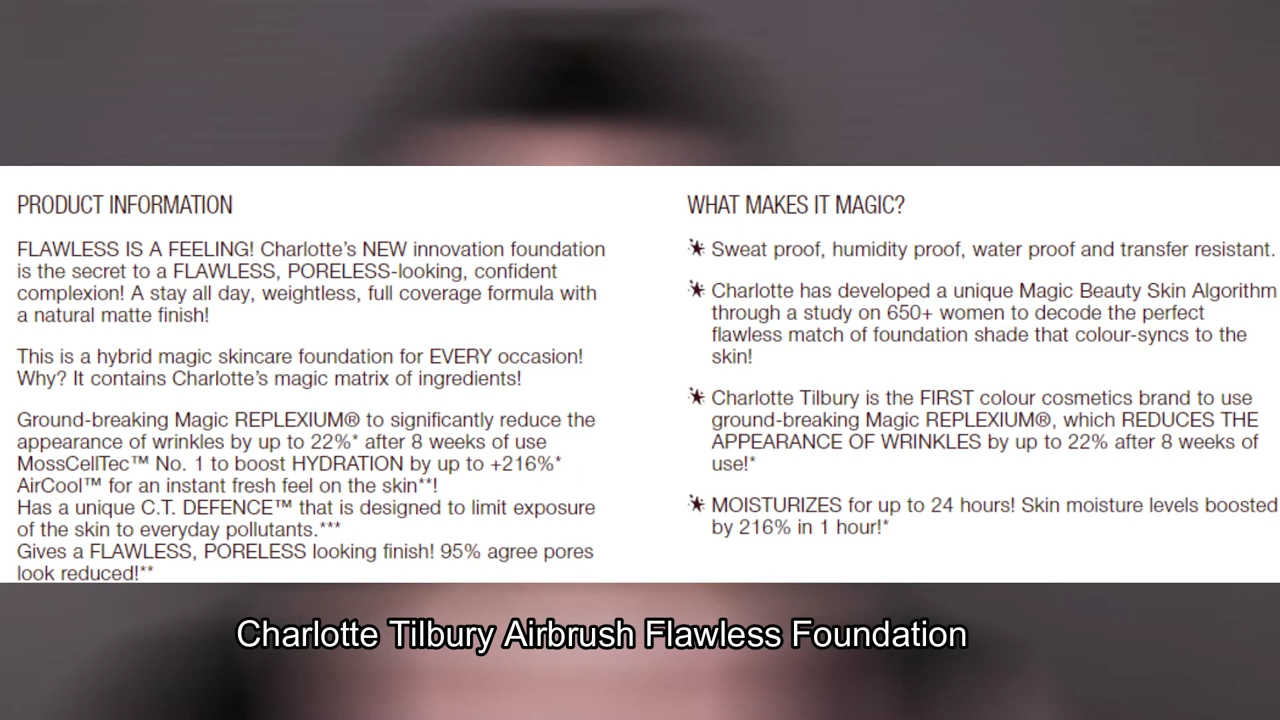 PRODUCT INFORMATION
FLAWLESS IS A FEELING! Charlotte's NEW innovation foundation
is the secret to a FLAWLESS, PORELESS-looking, confident
complexion! A stay all day, weightless, full coverage formula with
a natural matte finish!
This is a hybrid magic skincare foundation for EVERY occasion!
Why? It contains Charlotte's magic matrix of ingredients!
Ground-breaking Magic REPLEXIUM® to significantly reduce the
appearance of wrinkles by up to 22%* after 8 weeks of use
MossCellTec™ No. 1 to boost HYDRATION by up to +216%*
AirCool™ for an instant fresh feel on the skin**!
Has a unique C.T. DEFENCE™ that is designed to limit exposure
of the skin to everyday pollutants.***
Gives a FLAWLESS, PORELESS looking finish! 95% agree pores
look reduced!**
WHAT MAKES IT MAGIC?
Sweat proof, humidity proof, water proof and transfer resistant.
Charlotte has developed a unique Magic Beauty Skin Algorithm
through a study on 650+ women to decode the perfect
flawless match of foundation shade that colour-syncs to the
skin!
Charlotte Tilbury is the FIRST colour cosmetics brand to use
ground-breaking Magic REPLEXIUM®, which REDUCES THE
APPEARANCE OF WRINKLES by up to 22% after 8 weeks of
use!*
MOISTURIZES for up to 24 hours! Skin moisture levels boosted
by 216% in 1 hour!*
Charlotte Tilbury Airbrush Flawless Foundation